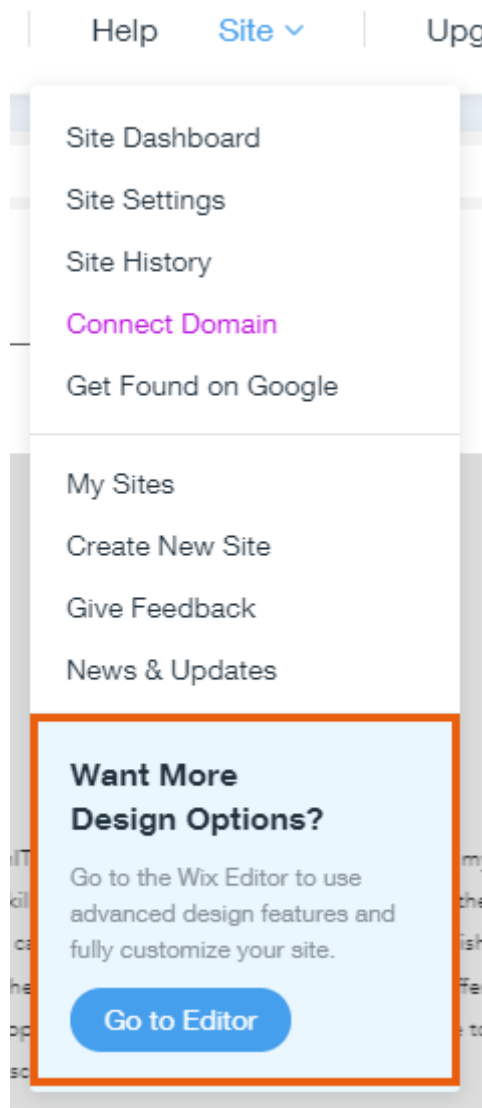 Help Site
Site Dashboard
Site Settings
Site History
Connect Domain
Get Found on Google
My Sites
Create New Site
Give Feedback
News & Updates
Want More
Design Options?
Go to the Wix Editor to use
advanced design features and
fully customize your site.
Go to Editor